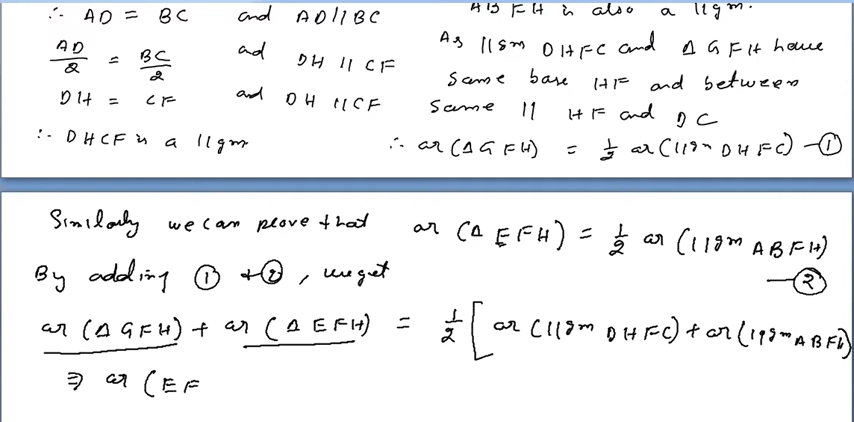 ∴ AD = BC and AD // BC
AD/2 = BC/2 and DH // CF
DH = CF and DH // CF
∴ DHCF is a //gm
ABFH is also a //gm.
As //gm DHFC and Δ GFH have
same base HF and between
same // HF and DC
∴ ar (Δ GFH) = 1/2 ar (//gm DHFC) — ①
Similarly we can prove that ar (Δ EFH) = 1/2 ar (//gm ABFH)
— ②
By adding ① + ②, we get
ar (Δ GFH) + ar (Δ EFH) = 1/2 [ ar (//gm DHFC) + ar (//gm ABFH)
⇒ ar (EF